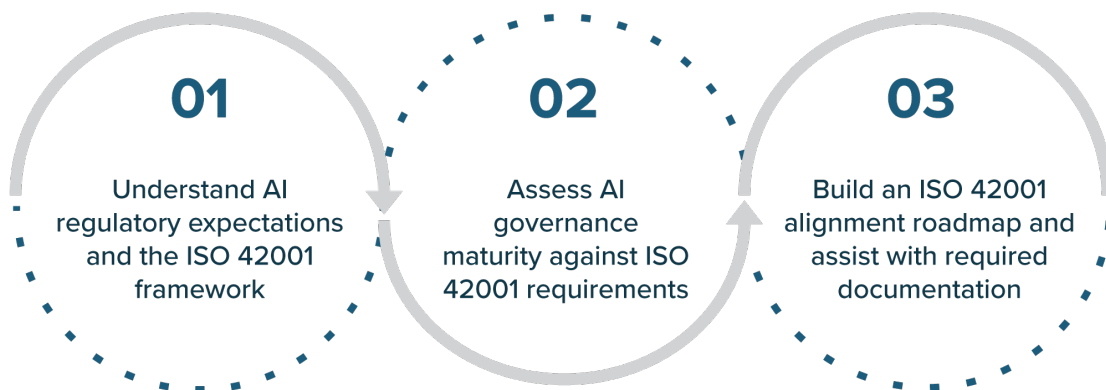 01
Understand AI
regulatory expectations
and the ISO 42001
framework
02
Assess AI
governance
maturity against ISO
42001 requirements
03
Build an ISO 42001
alignment roadmap and
assist with required
documentation